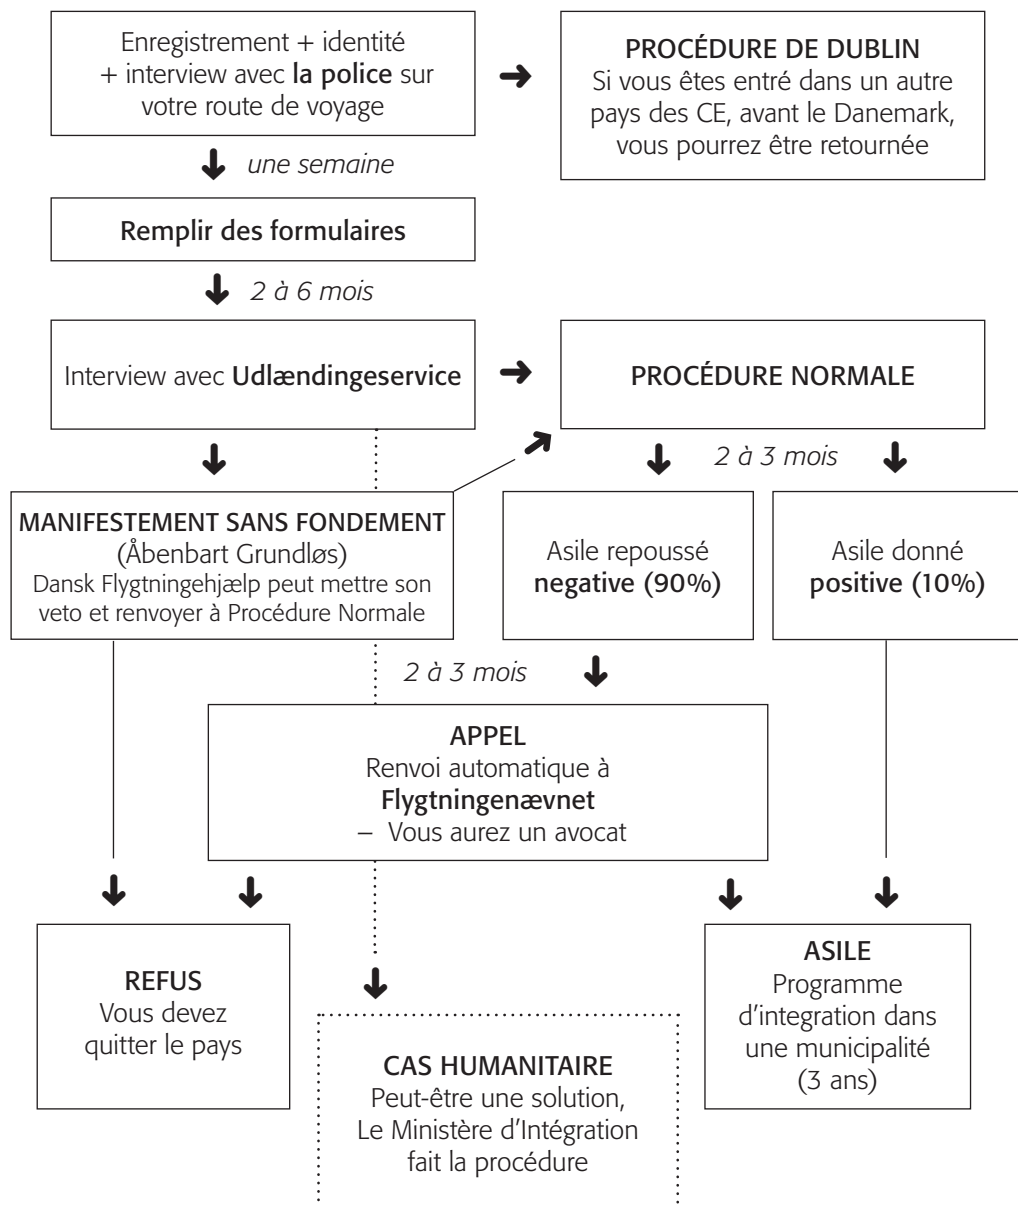 Enregistrement + identité
+ interview avec la police sur
votre route de voyage
PROCÉDURE DE DUBLIN
Si vous êtes entré dans un autre
pays des CE, avant le Danemark,
vous pourrez être retournée
une semaine
Remplir des formulaires
2 à 6 mois
Interview avec Udlændingeservice
PROCÉDURE NORMALE
2 à 3 mois
MANIFESTEMENT SANS FONDEMENT
(Åbenbart Grundløs)
Dansk Flygtningehjælp peut mettre son
veto et renvoyer à Procédure Normale
Asile repoussé
negative (90%)
Asile donné
positive (10%)
2 à 3 mois
APPEL
Renvoi automatique à
Flygtningenævnet
– Vous aurez un avocat
REFUS
Vous devez
quitter le pays
CAS HUMANITAIRE
Peut-être une solution,
Le Ministère d’Intégration
fait la procédure
ASILE
Programme
d’integration dans
une municipalité
(3 ans)